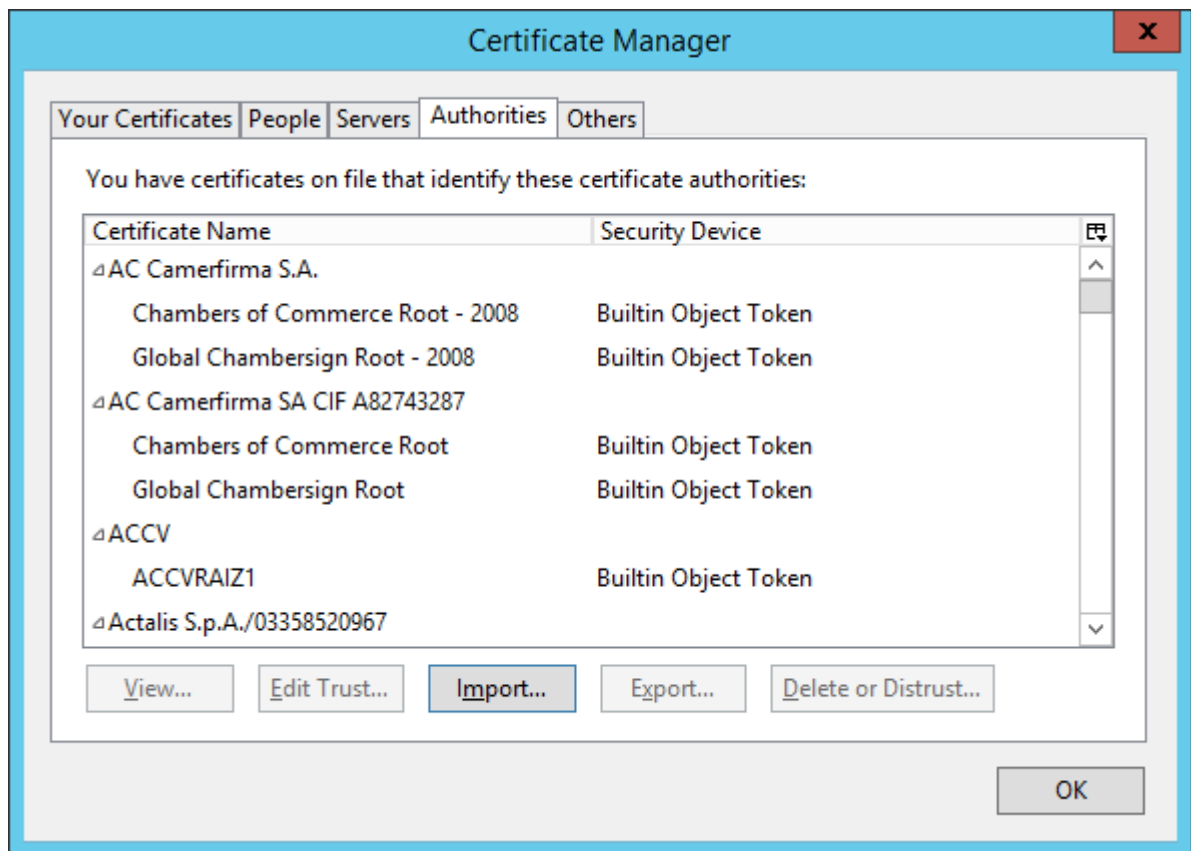 Certificate Manager
x
Your Certificates People Servers Authorities Others
You have certificates on file that identify these certificate authorities:
Certificate Name Security Device
AC Camerfirma S.A.
Chambers of Commerce Root - 2008 Builtin Object Token
Global Chambersign Root - 2008 Builtin Object Token
AC Camerfirma SA CIF A82743287
Chambers of Commerce Root Builtin Object Token
Global Chambersign Root Builtin Object Token
ACCV
ACCVRAIZ1 Builtin Object Token
Actalis S.p.A./03358520967
View... Edit Trust... Import... Export... Delete or Distrust...
OK